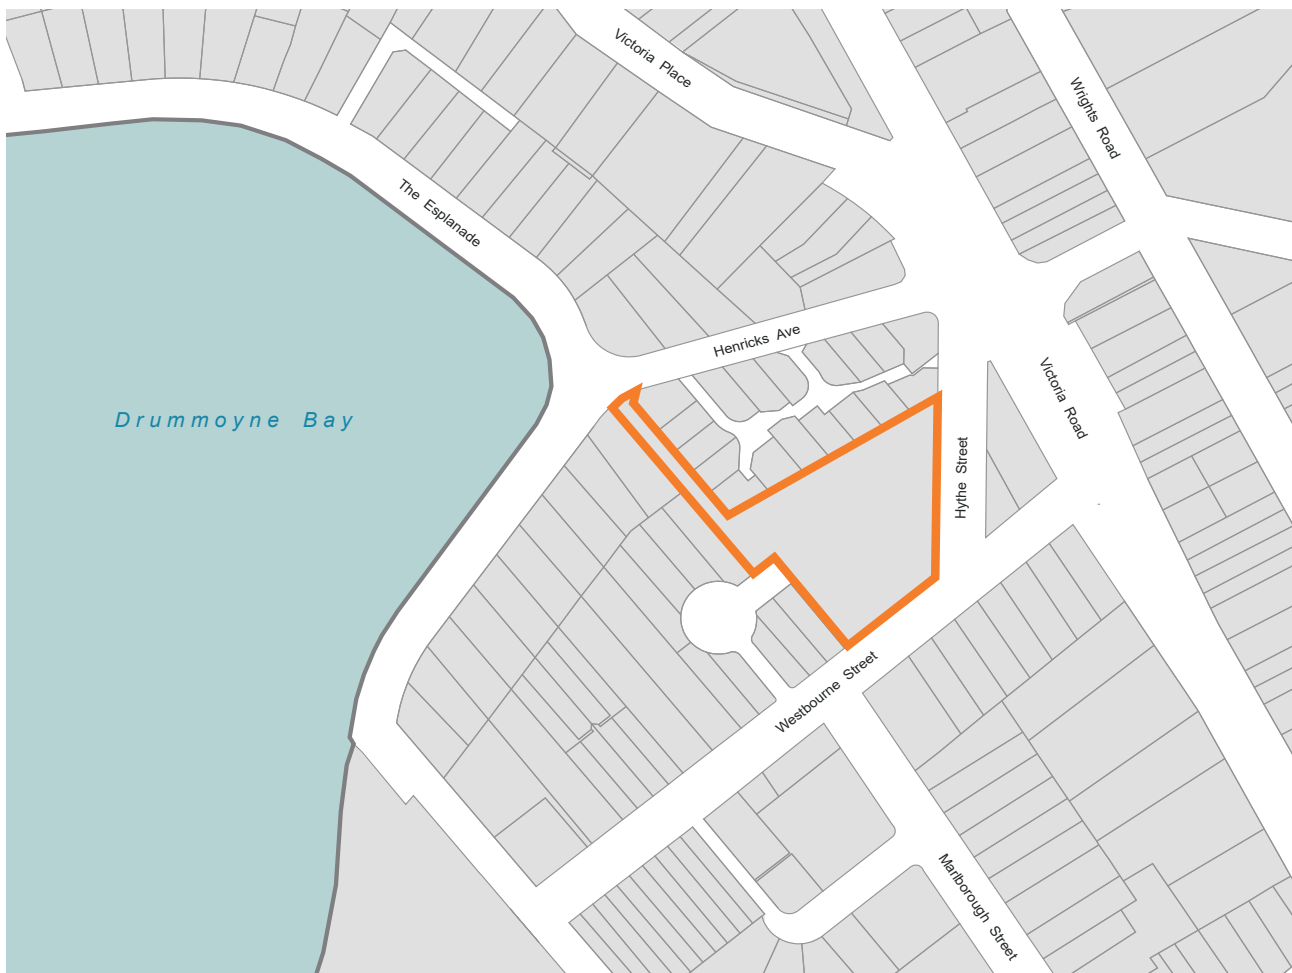 Victoria Place
Wrights Road
The Esplanade
Henricks Ave
Victoria Road
Drummoyne Bay
Hythe Street
Westbourne Street
Marlborough Street